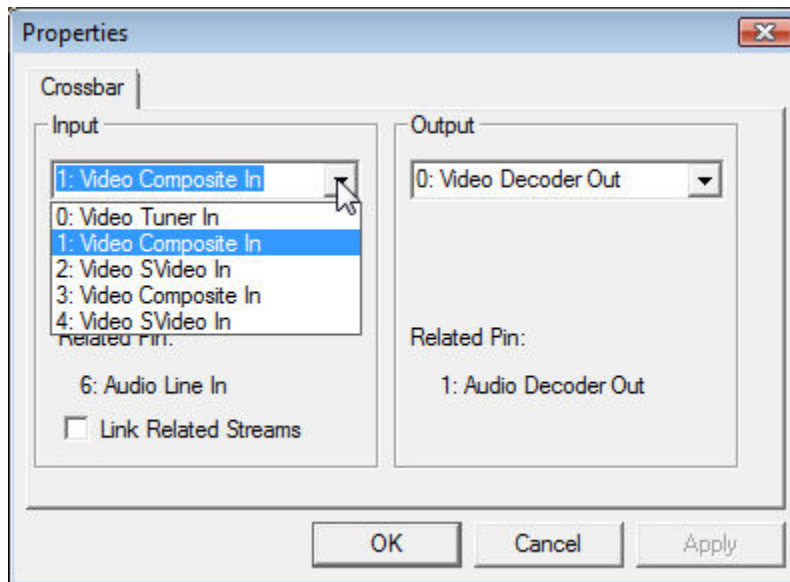 Properties
Crossbar
Input
1: Video Composite In
0: Video Tuner In
1: Video Composite In
2: Video SVideo In
3: Video Composite In
4: Video SVideo In
Related Pin:
6: Audio Line In
Link Related Streams
Output
0: Video Decoder Out
Related Pin:
1: Audio Decoder Out
OK
Cancel
Apply